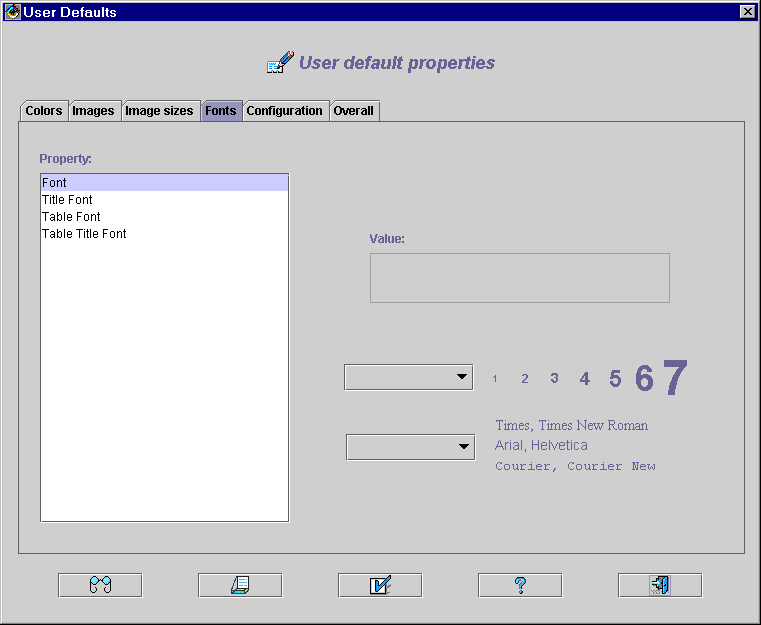 User Defaults
User default properties
Colors Images Image sizes Fonts Configuration Overall
Property:
Font
Title Font
Table Font
Table Title Font
Value:
1 2 3 4 5 6 7
Times, Times New Roman
Arial, Helvetica
Courier, Courier New
?